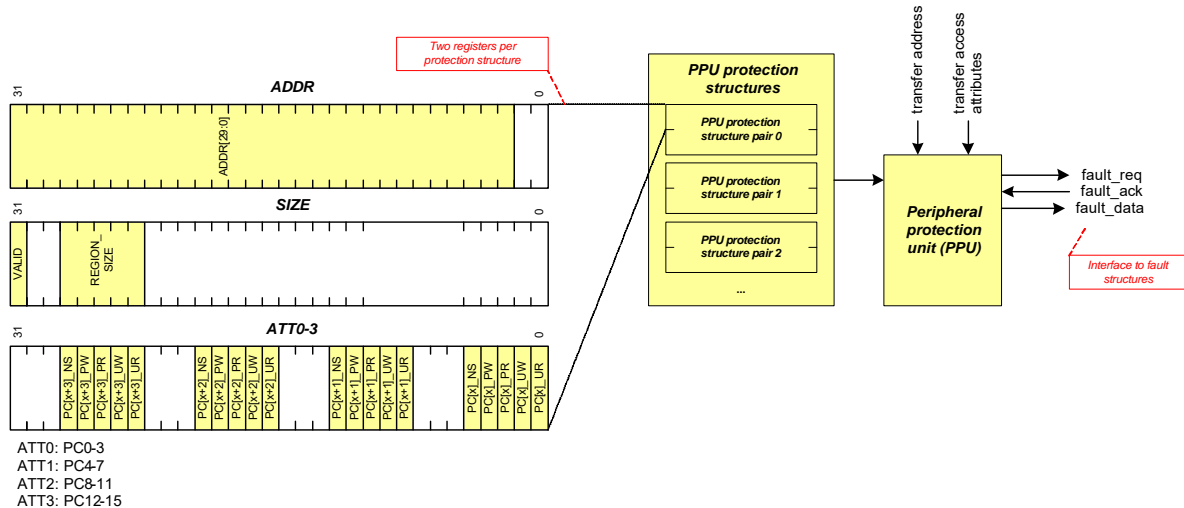 Two registers per
protection structure
ADDR
31
0
ADDR[29:0]
SIZE
31
0
VALID
REGION_
SIZE
ATT0-3
31
0
PC[x+3]_NS
PC[x+3]_PW
PC[x+3]_PR
PC[x+3]_UW
PC[x+3]_UR
PC[x+2]_NS
PC[x+2]_PW
PC[x+2]_PR
PC[x+2]_UW
PC[x+2]_UR
PC[x+1]_NS
PC[x+1]_PW
PC[x+1]_PR
PC[x+1]_UW
PC[x+1]_UR
PC[x]_NS
PC[x]_PW
PC[x]_PR
PC[x]_UW
PC[x]_UR
ATT0: PC0-3
ATT1: PC4-7
ATT2: PC8-11
ATT3: PC12-15
PPU protection
structures
PPU protection
structure pair 0
PPU protection
structure pair 1
PPU protection
structure pair 2
...
transfer address
transfer access
attributes
Peripheral
protection
unit (PPU)
fault_req
fault_ack
fault_data
Interface to fault
structures